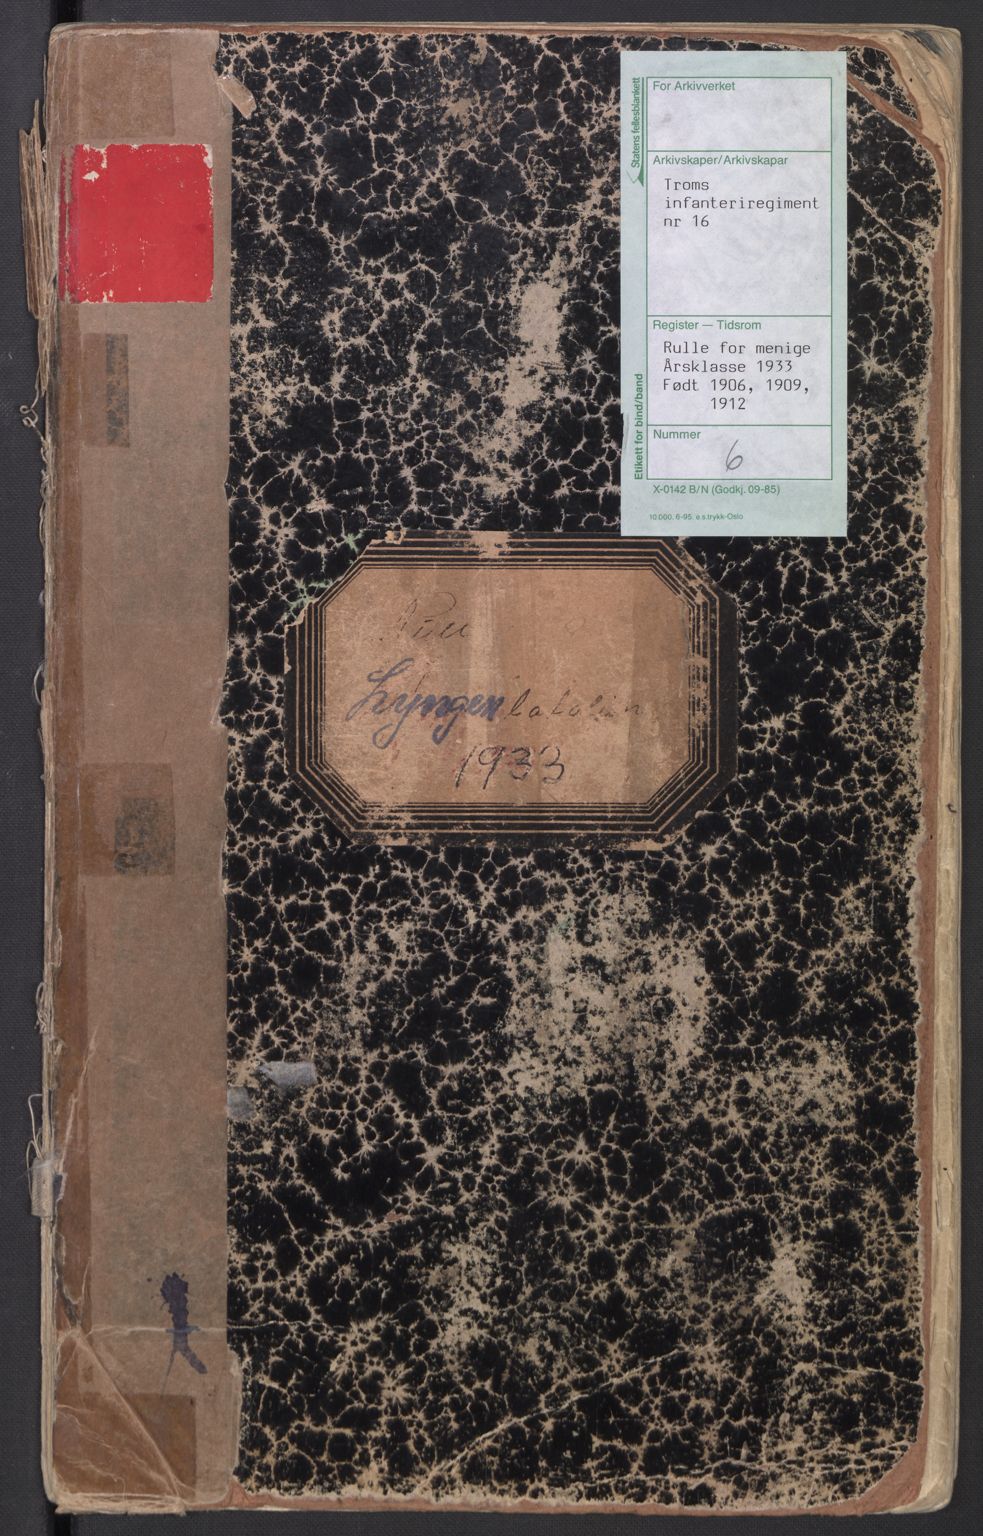 For Arkivverket
Arkivskaper/Arkivskapar
Troms
infanteriregiment
nr 16
Register — Tidsrom
Rulle for menige
Årsklasse 1933
Født 1906, 1909,
1912
Nummer
6
X-0142 B/N (Godkj. 09-85)
10.000. 6-95. e.s.trykk-Oslo
Statens fellesblankett
Etikett for bind/band
Lyngen
1933